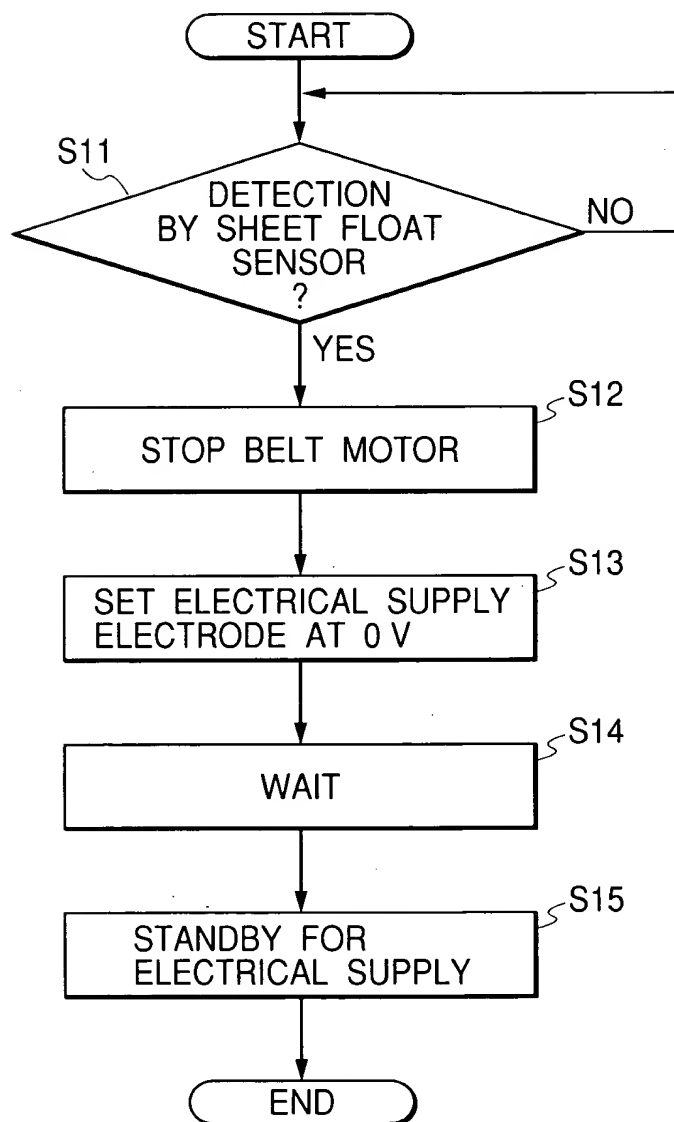 START
S11
DETECTION
BY SHEET FLOAT
SENSOR
?
NO
YES
S12
STOP BELT MOTOR
S13
SET ELECTRICAL SUPPLY
ELECTRODE AT 0 V
S14
WAIT
S15
STANDBY FOR
ELECTRICAL SUPPLY
END